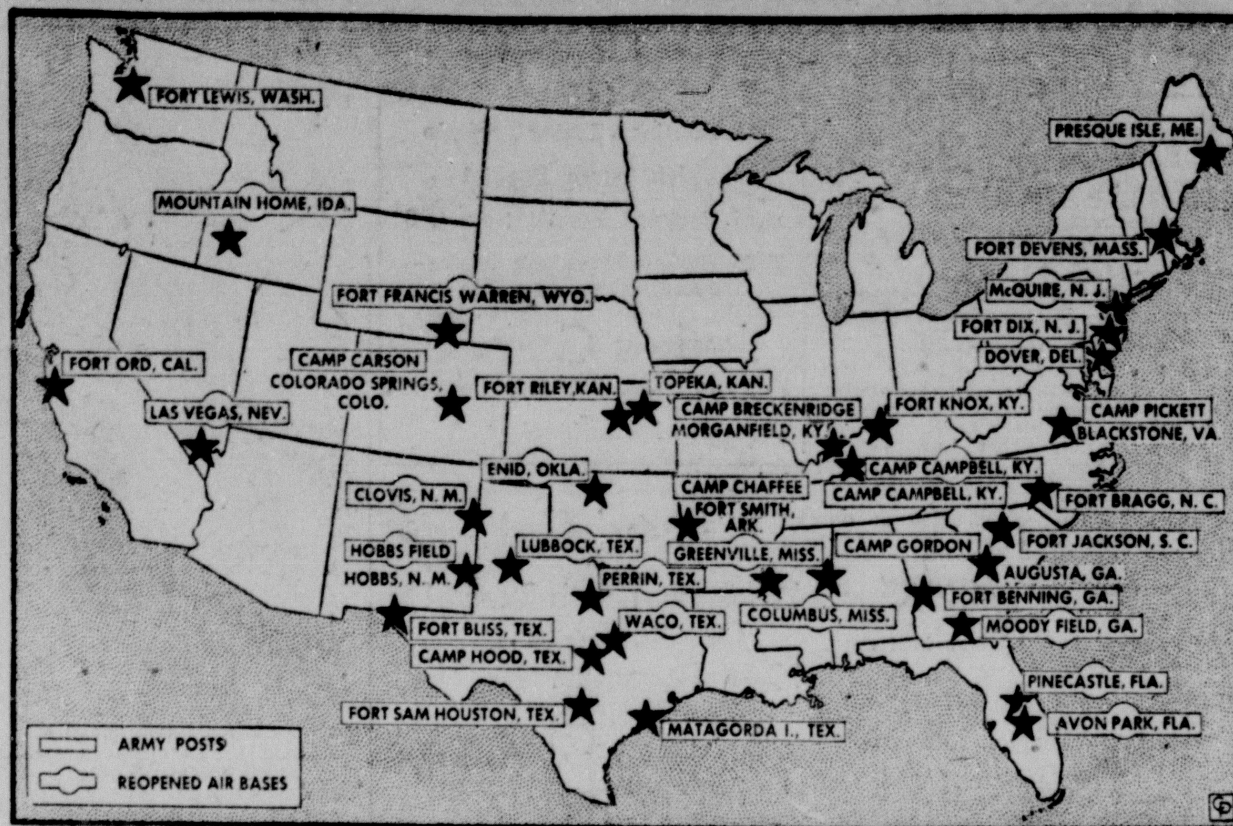 FORY LEWIS, WASH.
PRESQUE ISLE, ME.
MOUNTAIN HOME, IDA.
FORT DEVENS, MASS.
FORT FRANCIS WARREN, WYO.
McQUIRE, N. J.
FORT DIX, N. J.
DOVER, DEL.
FORT ORD, CAL.
CAMP CARSON
COLORADO SPRINGS,
COLO.
FORT RILEY, KAN.
TOPEKA, KAN.
LAS VEGAS, NEV.
CAMP BRECKENRIDGE
MORGANFIELD, KY.
FORT KNOX, KY.
CAMP PICKETT
BLACKSTONE, VA.
ENID, OKLA.
CAMP CAMPBELL, KY.
CLOVIS, N. M.
CAMP CHAFFEE
FORT SMITH,
ARK.
CAMP CAMPBELL, KY.
FORT BRAGG, N. C.
HOBBS FIELD
HOBBS, N. M.
LUBBOCK, TEX.
GREENVILLE, MISS.
CAMP GORDON
AUGUSTA, GA.
FORT JACKSON, S. C.
PERRIN, TEX.
FORT BENNING, GA.
COLUMBUS, MISS.
WACO, TEX.
MOODY FIELD, GA.
FORT BLISS, TEX.
CAMP HOOD, TEX.
PINECASTLE, FLA.
FORT SAM HOUSTON, TEX.
MATAGORDA I., TEX.
AVON PARK, FLA.
ARMY POSTS
REOPENED AIR BASES
CP